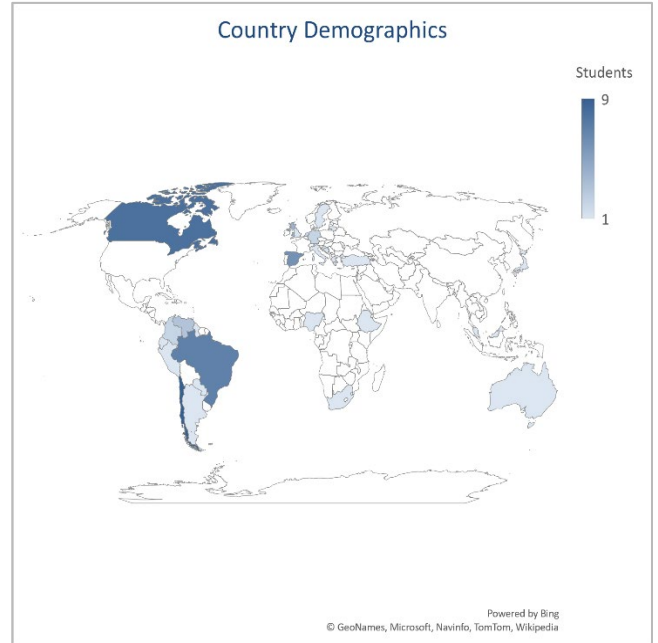 Country Demographics
Students
9
1
Powered by Bing
© GeoNames, Microsoft, Navinfo, TomTom, Wikipedia